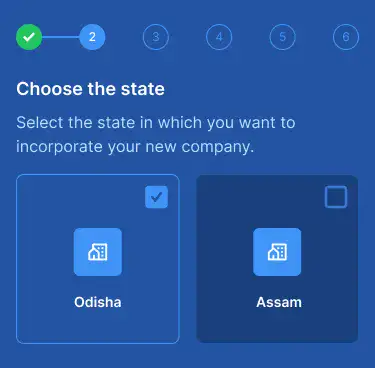 2 3 4 5 6
Choose the state
Select the state in which you want to
incorporate your new company.
Odisha Assam